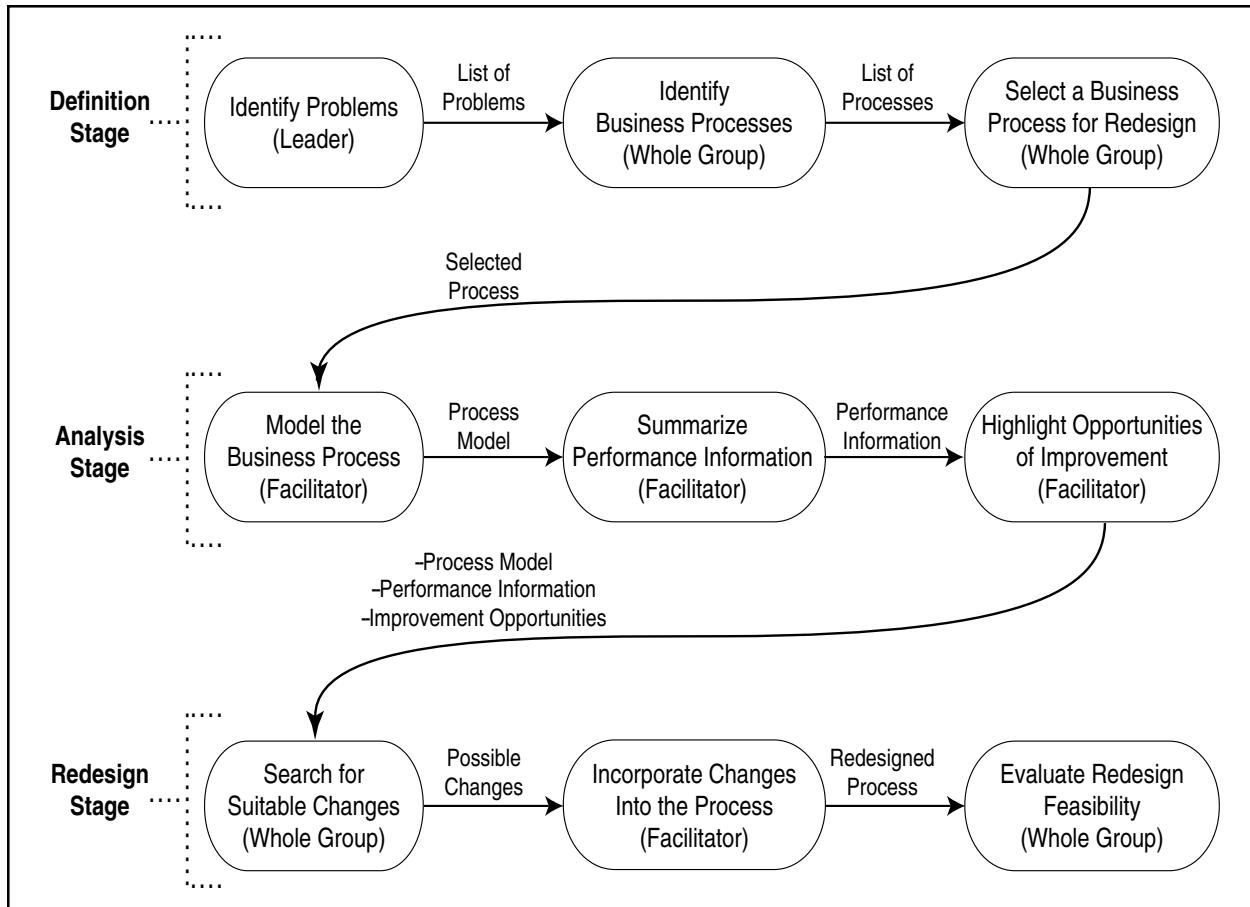 Definition
Stage
Identify Problems
(Leader)
List of
Problems
Identify
Business Processes
(Whole Group)
List of
Processes
Select a Business
Process for Redesign
(Whole Group)
Selected
Process
Analysis
Stage
Model the
Business Process
(Facilitator)
Process
Model
Summarize
Performance Information
(Facilitator)
Performance
Information
Highlight Opportunities
of Improvement
(Facilitator)
–Process Model
–Performance Information
–Improvement Opportunities
Redesign
Stage
Search for
Suitable Changes
(Whole Group)
Possible
Changes
Incorporate Changes
Into the Process
(Facilitator)
Redesigned
Process
Evaluate Redesign
Feasibility
(Whole Group)